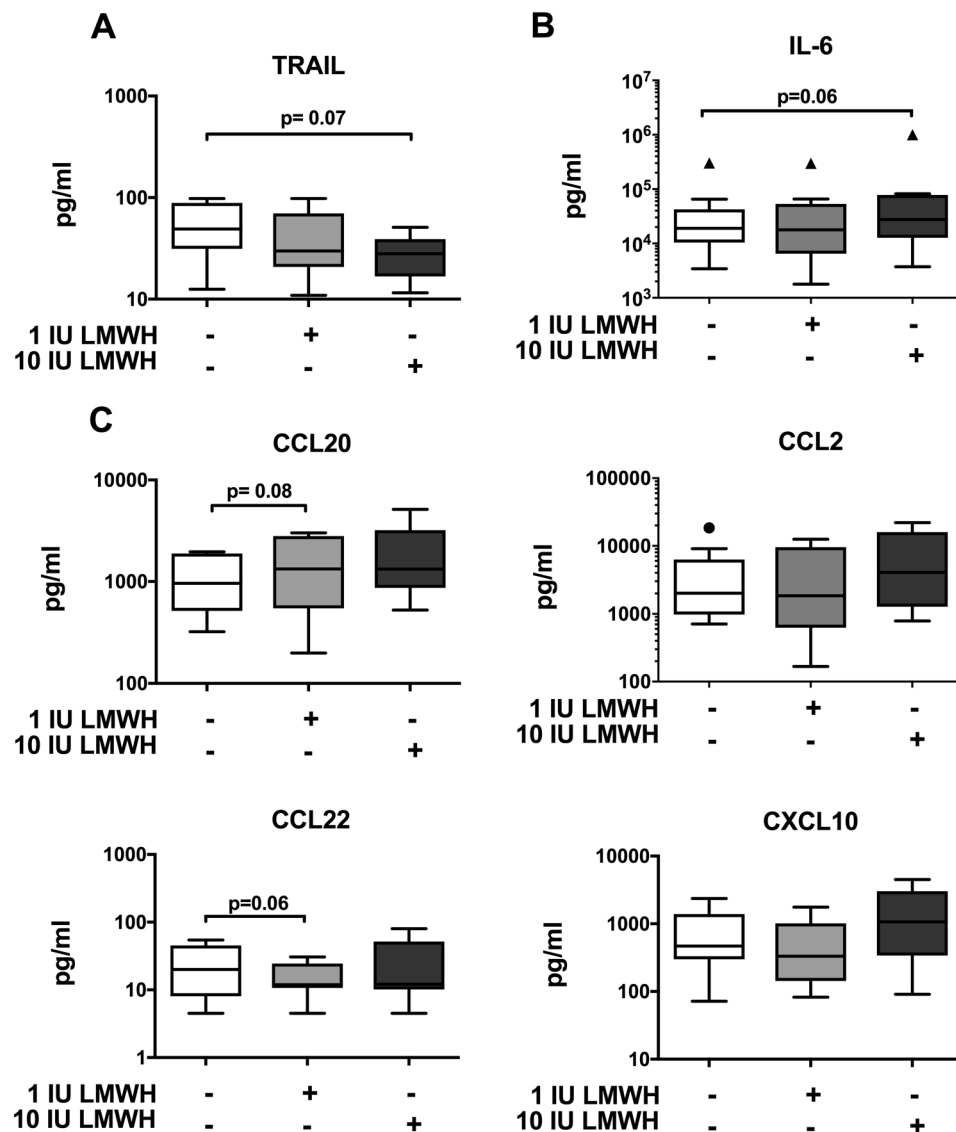 A
TRAIL
1000
100
10
pg/ml
p= 0.07
1 IU LMWH - + -
10 IU LMWH - - +
B
IL-6
10⁷
10⁶
10⁵
10⁴
10³
pg/ml
p=0.06
1 IU LMWH - + -
10 IU LMWH - - +
C
CCL20
10000
1000
100
pg/ml
p= 0.08
1 IU LMWH - + -
10 IU LMWH - - +
CCL2
100000
10000
1000
100
pg/ml
1 IU LMWH - + -
10 IU LMWH - - +
CCL22
1000
100
10
1
pg/ml
p=0.06
1 IU LMWH - + -
10 IU LMWH - - +
CXCL10
10000
1000
100
10
pg/ml
1 IU LMWH - + -
10 IU LMWH - - +